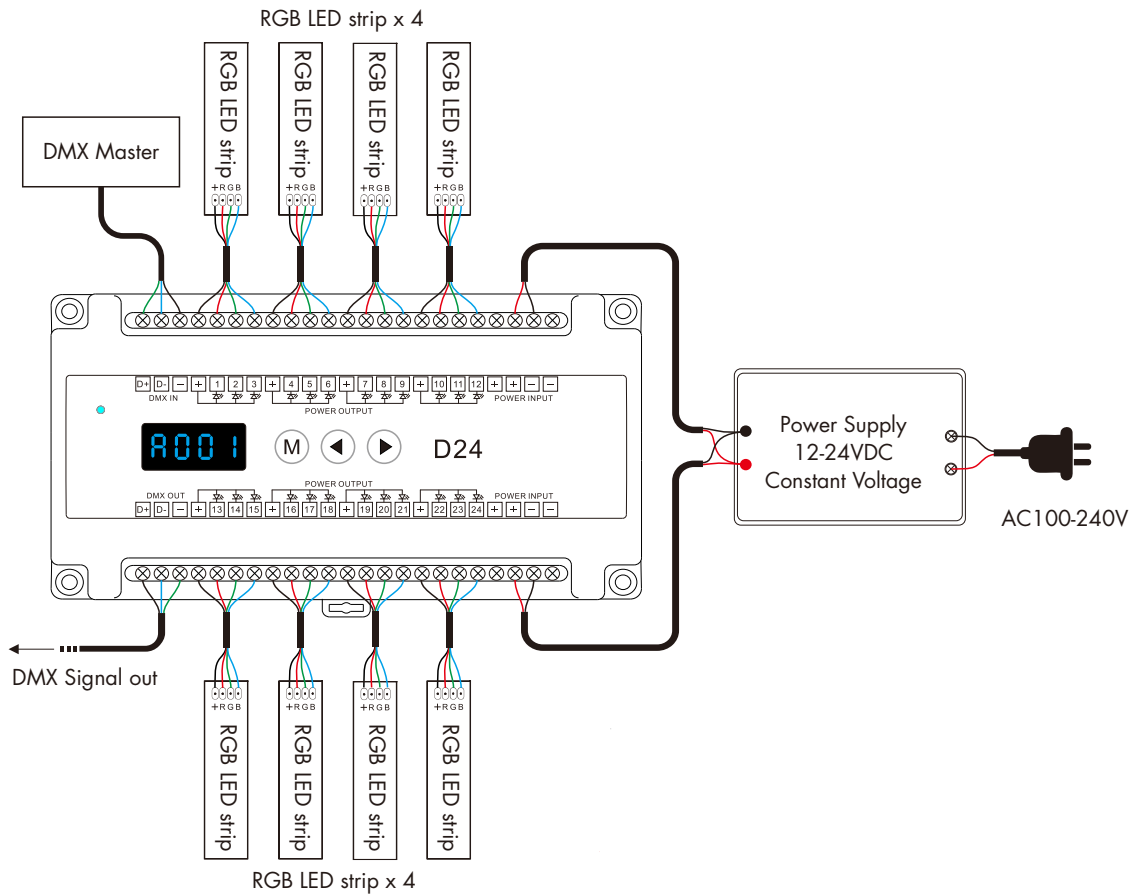 RGB LED strip x 4
RGB LED strip
RGB LED strip
RGB LED strip
RGB LED strip
DMX Master
+RGB
+RGB
+RGB
+RGB
D+ D- − + 1 2 3 + 4 5 6 + 7 8 9 + 10 11 12 + + − −
DMX IN
POWER INPUT
POWER OUTPUT
A001
M
D24
POWER OUTPUT
DMX OUT
POWER INPUT
D+ D- − + 13 14 15 + 16 17 18 + 19 20 21 + 22 23 24 + + − −
Power Supply
12-24VDC
Constant Voltage
AC100-240V
DMX Signal out
+RGB
+RGB
+RGB
+RGB
RGB LED strip
RGB LED strip
RGB LED strip
RGB LED strip
RGB LED strip x 4